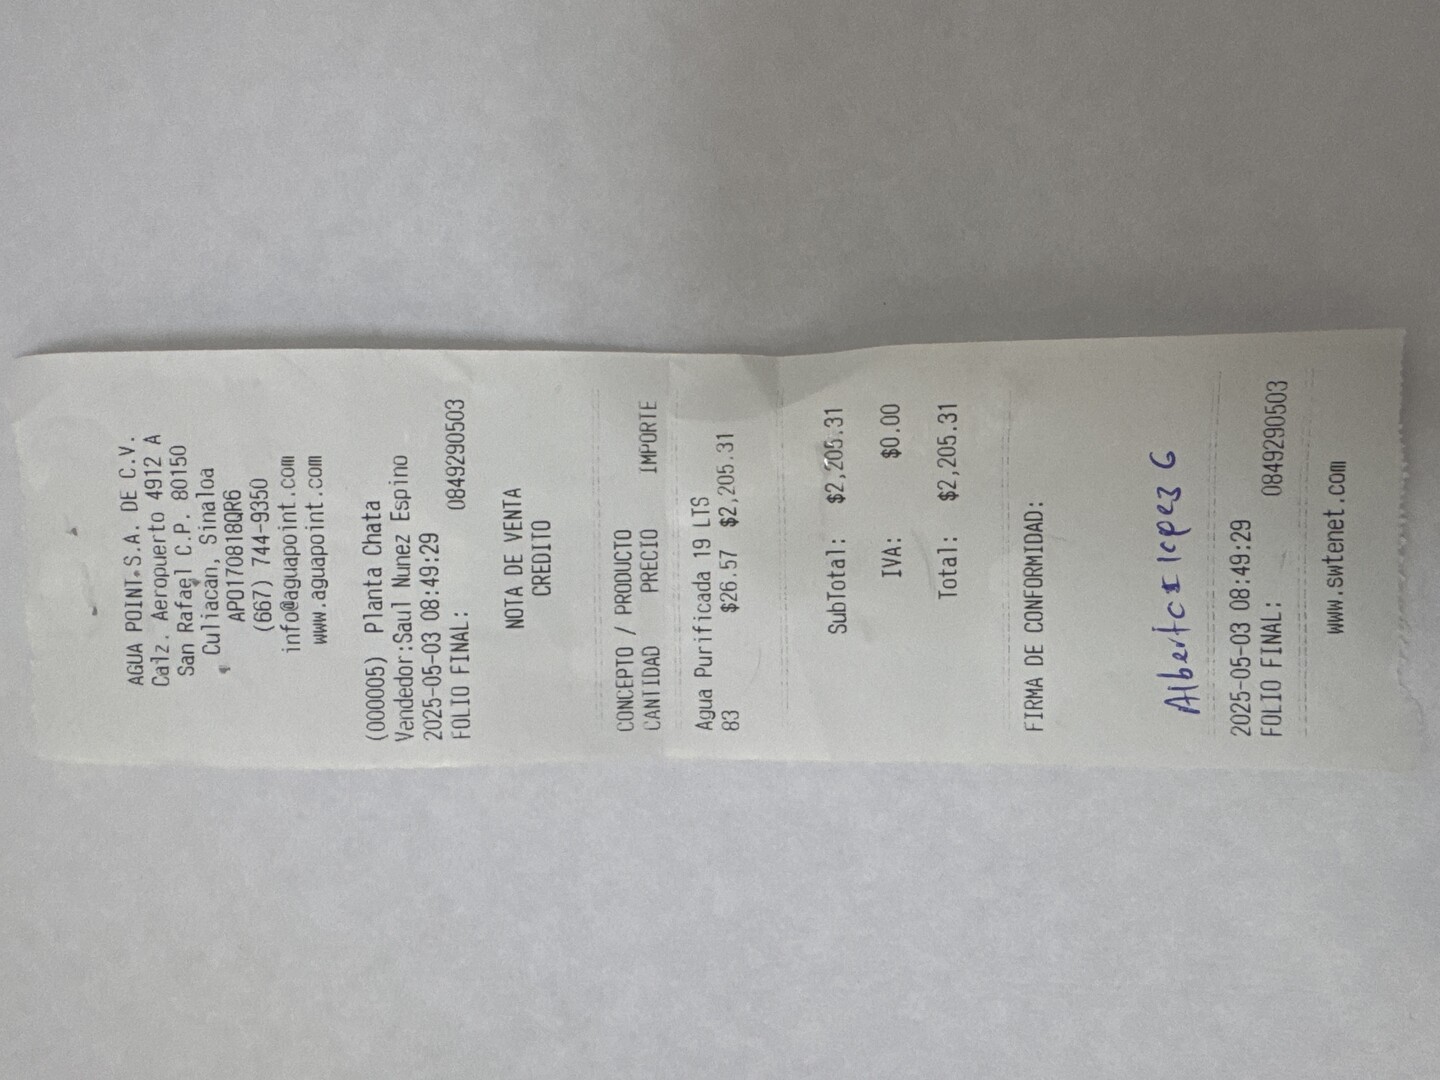 AGUA POINT.S.A. DE C.V.
Calz. Aeropuerto 4912 A
San Rafael C.P. 80150
Culiacán, Sinaloa
APO170818QR6
(667) 744-9350
info@aguapoint.com
www.aguapoint.com
(000005) Planta Chata
Vendedor:Saul Nunez Espino
2025-05-03 08:49:29
FOLIO FINAL: 0849290503
NOTA DE VENTA
CREDITO
CONCEPTO / PRODUCTO
CANTIDAD PRECIO IMPORTE
Agua Purificada 19 LTS
83 $26.57 $2,205.31
SubTotal: $2,205.31
IVA: $0.00
Total: $2,205.31
FIRMA DE CONFORMIDAD:
Alberto lopez G
2025-05-03 08:49:29
FOLIO FINAL: 0849290503
www.swtenet.com